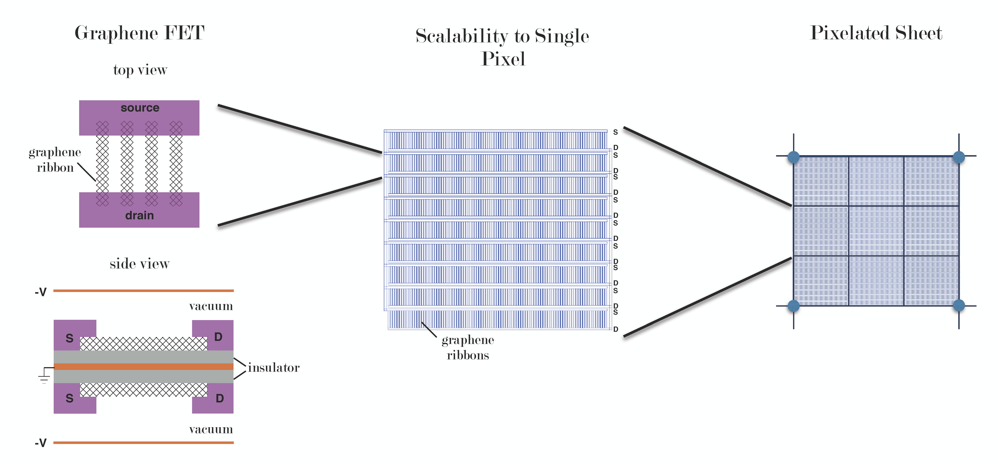 Graphene FET
top view
source
graphene
ribbon
drain
side view
-V
vacuum
S
D
insulator
S
D
vacuum
-V
Scalability to Single
Pixel
S
D
S
D
S
D
S
D
S
D
S
D
S
D
S
D
S
D
graphene
ribbons
Pixelated Sheet